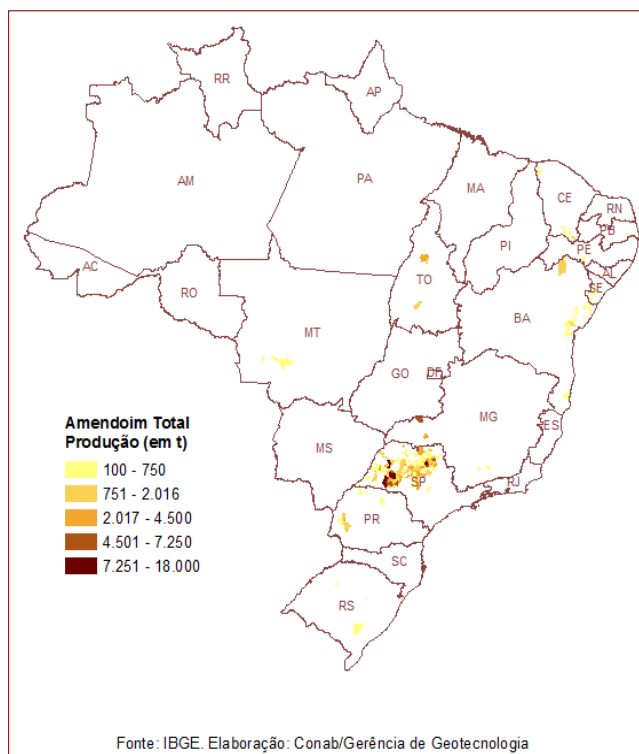 RR
AP
AM
PA
MA
CE
RN
PB
PE
PI
AL
SE
AC
TO
RO
BA
MT
GO
DF
MG
ES
MS
SP
RJ
PR
SC
RS
Amendoim Total
Produção (em t)
100 - 750
751 - 2.016
2.017 - 4.500
4.501 - 7.250
7.251 - 18.000
Fonte: IBGE. Elaboração: Conab/Gerência de Geotecnologia